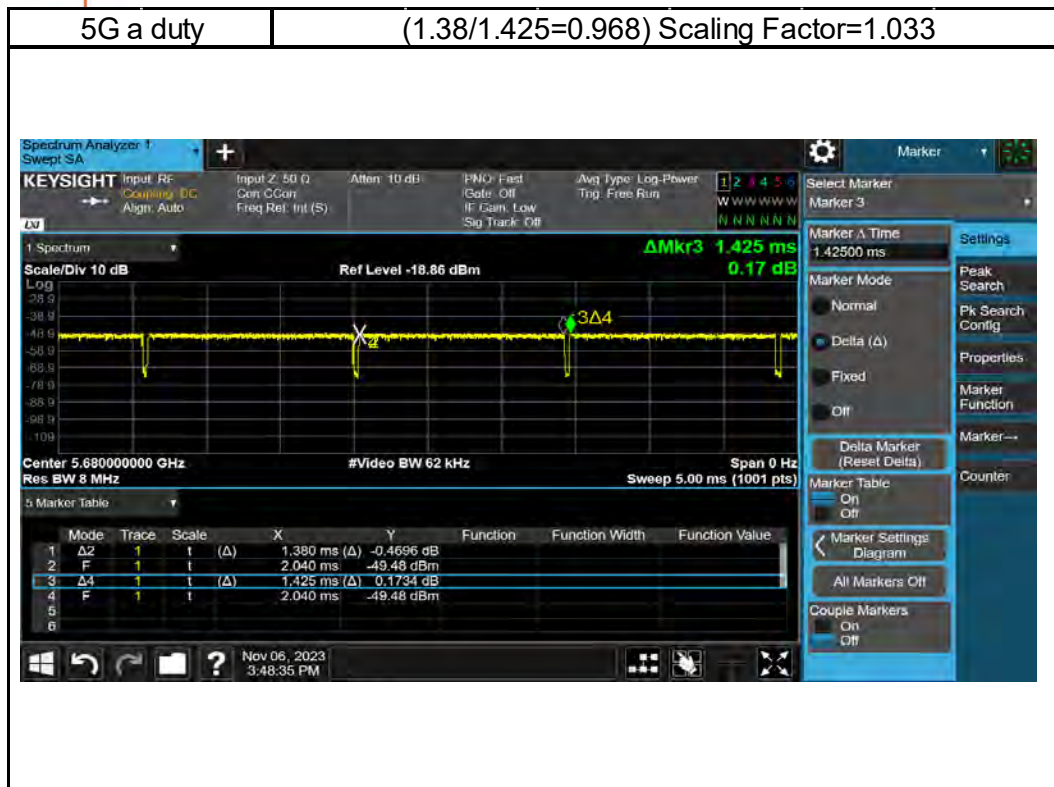 5G a duty (1.38/1.425=0.968) Scaling Factor=1.033
Spectrum Analyzer 1
Swept SA
+
Marker
KEYSIGHT Input: RF Input Z: 50 Ω Atten: 10 dB PNO: Fast Avg Type: Log-Power 1 2 3 4 5 6
Coupling: DC Corr CCorr Gate: Off Trig: Free Run W W W W W W
Align: Auto Freq Ref: Int (S) IF Gain: Low
Sig Track: Off N N N N N N
LXI
Select Marker
Marker 3
1 Spectrum
ΔMkr3 1.425 ms
0.17 dB
Scale/Div 10 dB Ref Level -18.86 dBm
Log
-28.9
-38.9
-48.9
-58.9
-68.9
-78.9
-88.9
-98.9
-109
3Δ4
Center 5.680000000 GHz #Video BW 62 kHz Span 0 Hz
Res BW 8 MHz Sweep 5.00 ms (1001 pts)
Marker Δ Time
1.42500 ms
Marker Mode
Normal
Delta (Δ)
Fixed
Off
Delta Marker
(Reset Delta)
Marker Table
On
Off
Marker Settings
Diagram
All Markers Off
Couple Markers
On
Off
Settings
Peak
Search
Pk Search
Config
Properties
Marker
Function
Marker→
Counter
5 Marker Table
Mode Trace Scale X Y Function Function Width Function Value
1 Δ2 1 t (Δ) 1.380 ms (Δ) -0.4696 dB
2 F 1 t 2.040 ms -49.48 dBm
3 Δ4 1 t (Δ) 1.425 ms (Δ) 0.1734 dB
4 F 1 t 2.040 ms -49.48 dBm
5
6
?
Nov 06, 2023
3:48:35 PM